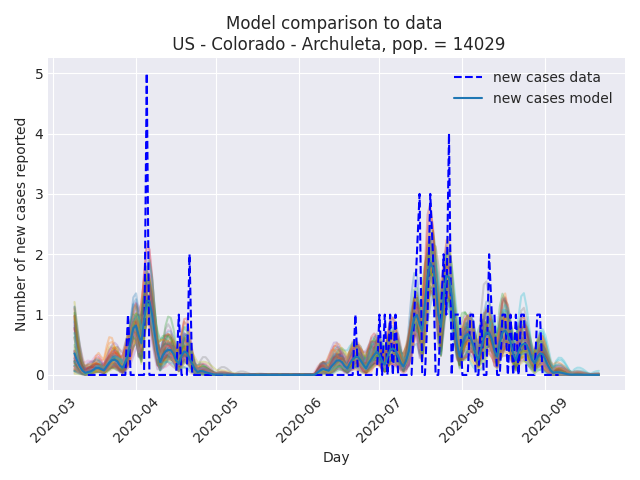 Model comparison to data
US - Colorado - Archuleta, pop. = 14029
new cases data
new cases model
Number of new cases reported
5
4
3
2
1
0
2020-03
2020-04
2020-05
2020-06
2020-07
2020-08
2020-09
Day